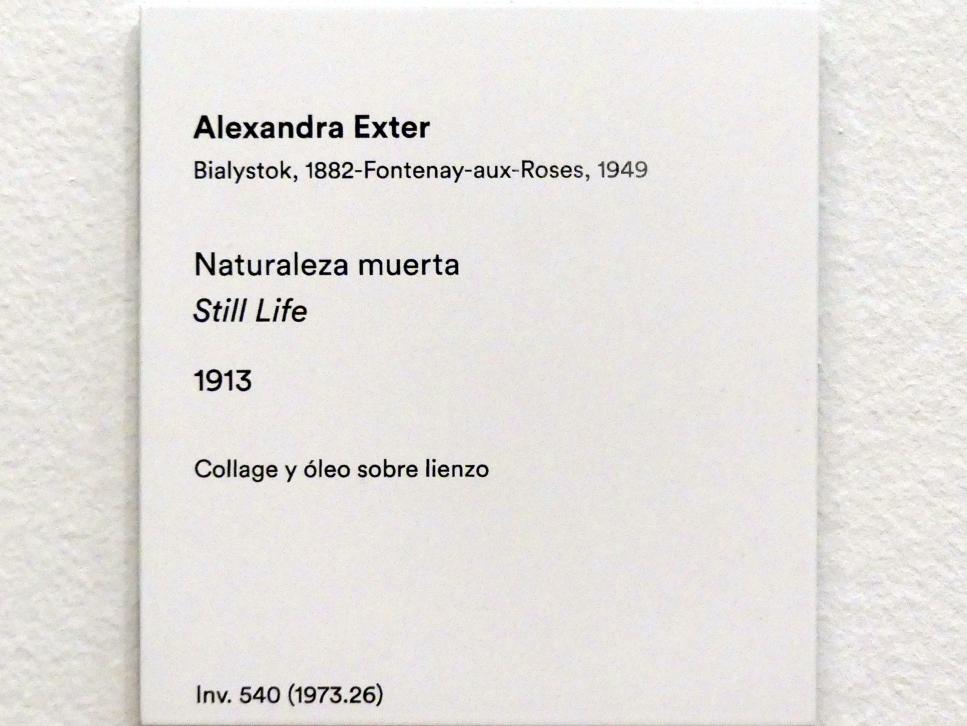 Alexandra Exter
Bialystok, 1882-Fontenay-aux-Roses, 1949
Naturaleza muerta
Still Life
1913
Collage y óleo sobre lienzo
Inv. 540 (1973.26)